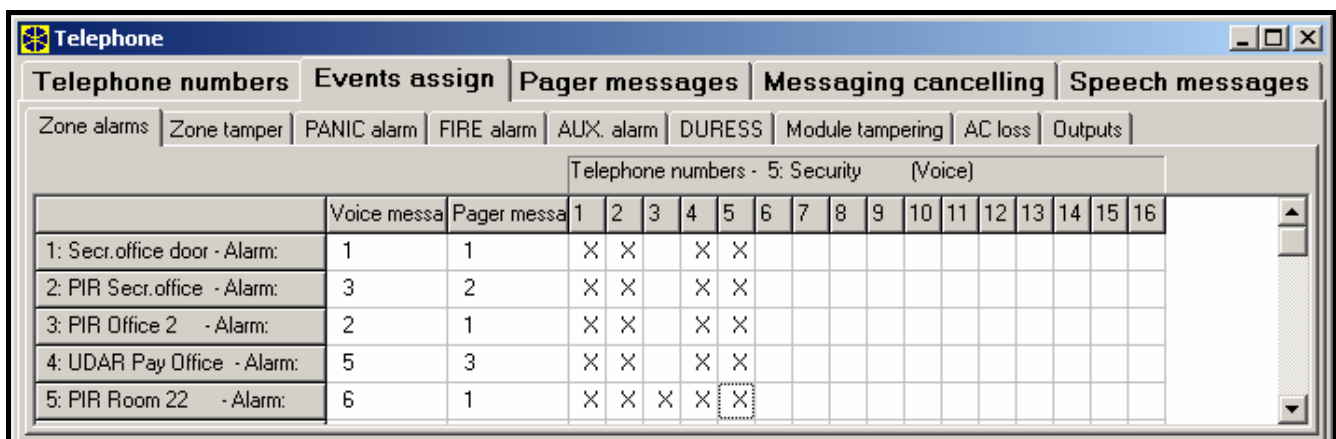 Telephone
Telephone numbers Events assign Pager messages Messaging cancelling Speech messages
Zone alarms Zone tamper PANIC alarm FIRE alarm AUX. alarm DURESS Module tampering AC loss Outputs
Telephone numbers - 5: Security (Voice)
Voice messa Pager messa 1 2 3 4 5 6 7 8 9 10 11 12 13 14 15 16
1: Secr.office door - Alarm: 1 1 X X X X
2: PIR Secr.office - Alarm: 3 2 X X X X
3: PIR Office 2 - Alarm: 2 1 X X X X
4: UDAR Pay Office - Alarm: 5 3 X X X X
5: PIR Room 22 - Alarm: 6 1 X X X X X